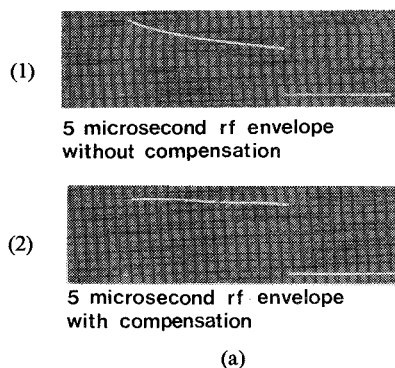 (1)
5 microsecond rf envelope
without compensation
(2)
5 microsecond rf envelope
with compensation
(a)